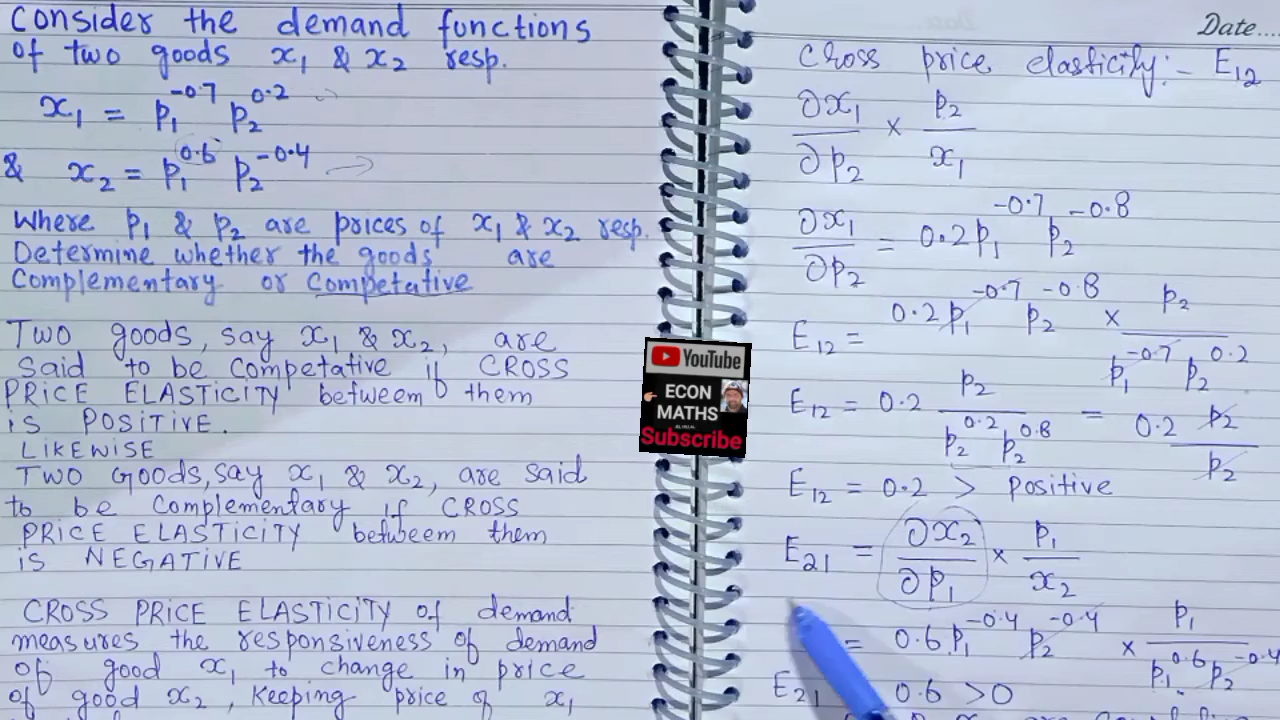 Consider the demand functions
of two goods x₁ & x₂ resp.
x₁ = p₁^-0.7 p₂^0.2
& x₂ = p₁^0.6 p₂^-0.4
Where p₁ & p₂ are prices of x₁ & x₂ resp.
Determine whether the goods are
Complementary or Competative
Two goods, say x₁ & x₂, are
said to be Competative if CROSS
PRICE ELASTICITY betweem them
is POSITIVE.
LIKEWISE
TWO GOODS, say x₁ & x₂, are said
to be Complementary if CROSS
PRICE ELASTICITY betweem them
is NEGATIVE
CROSS PRICE ELASTICITY of demand
measures the responsiveness of demand
of good x₁ to change in price
of good x₂, keeping price of x₁
YouTube
ECON
MATHS
Subscribe
Date....
Cross price elasticity:- E₁₂
∂x₁/∂p₂ × p₂/x₁
∂x₁/∂p₂ = 0.2 p₁^-0.7 p₂^-0.8
E₁₂ = 0.2 p₁^-0.7 p₂^-0.8 × p₂/(p₁^-0.7 p₂^0.2)
E₁₂ = 0.2 p₂/(p₂^0.2 p₂^0.8) = 0.2 p₂/p₂
E₁₂ = 0.2 > positive
E₂₁ = ∂x₂/∂p₁ × p₁/x₂
= 0.6 p₁^-0.4 p₂^-0.4 × p₁/(p₁^0.6 p₂^-0.4)
E₂₁ 0.6 > 0